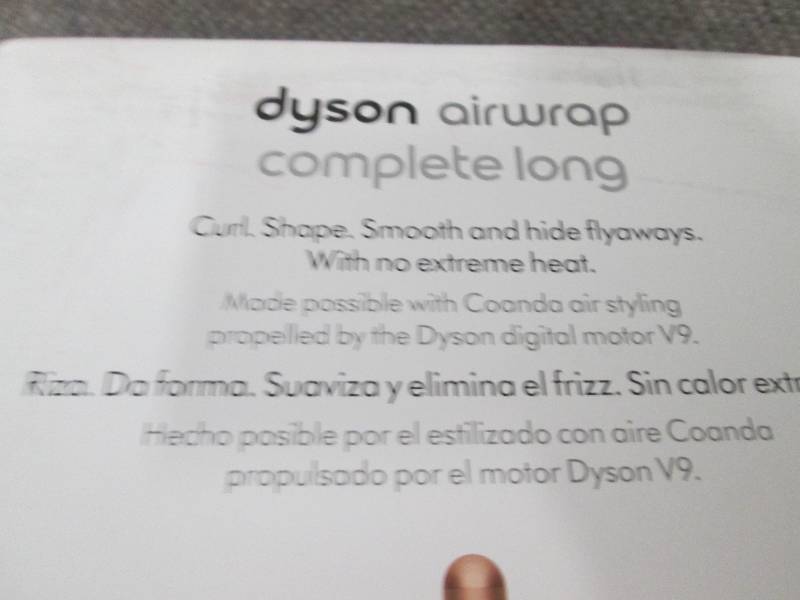 dyson airwrap
complete long
Curl. Shape. Smooth and hide flyaways.
With no extreme heat.
Made possible with Coanda air styling
propelled by the Dyson digital motor V9.
Riza. Da forma. Suaviza y elimina el frizz. Sin calor extr
Hecho posible por el estilizado con aire Coanda
propulsado por el motor Dyson V9.